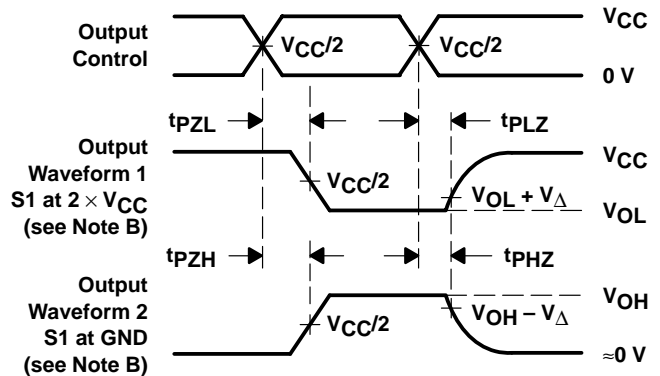 Output
Control
VCC/2
VCC/2
VCC
0 V
tPZL
tPLZ
Output
Waveform 1
S1 at 2 × VCC
(see Note B)
VCC/2
VCC
VOL + VΔ
VOL
tPZH
tPHZ
Output
Waveform 2
S1 at GND
(see Note B)
VCC/2
VOH
VOH − VΔ
≈0 V